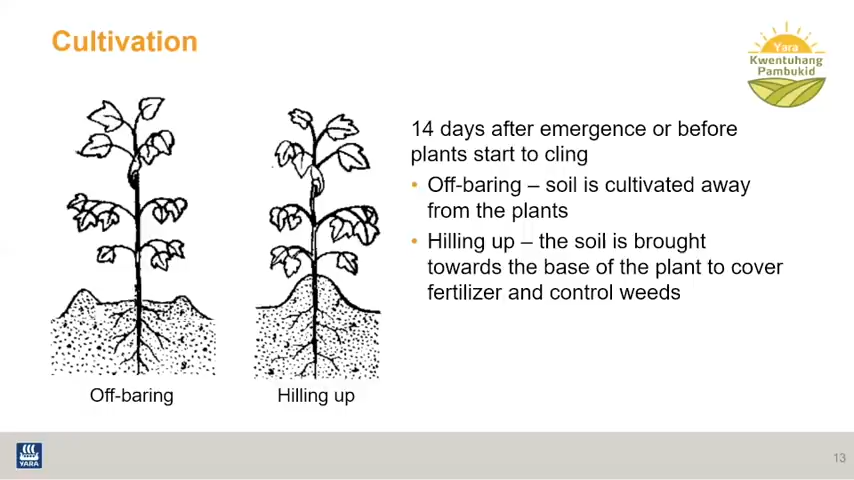 Cultivation
Yara
Kwentuhang
Pambukid
14 days after emergence or before
plants start to cling
• Off-baring – soil is cultivated away
from the plants
• Hilling up – the soil is brought
towards the base of the plant to cover
fertilizer and control weeds
Off-baring
Hilling up
YARA
13